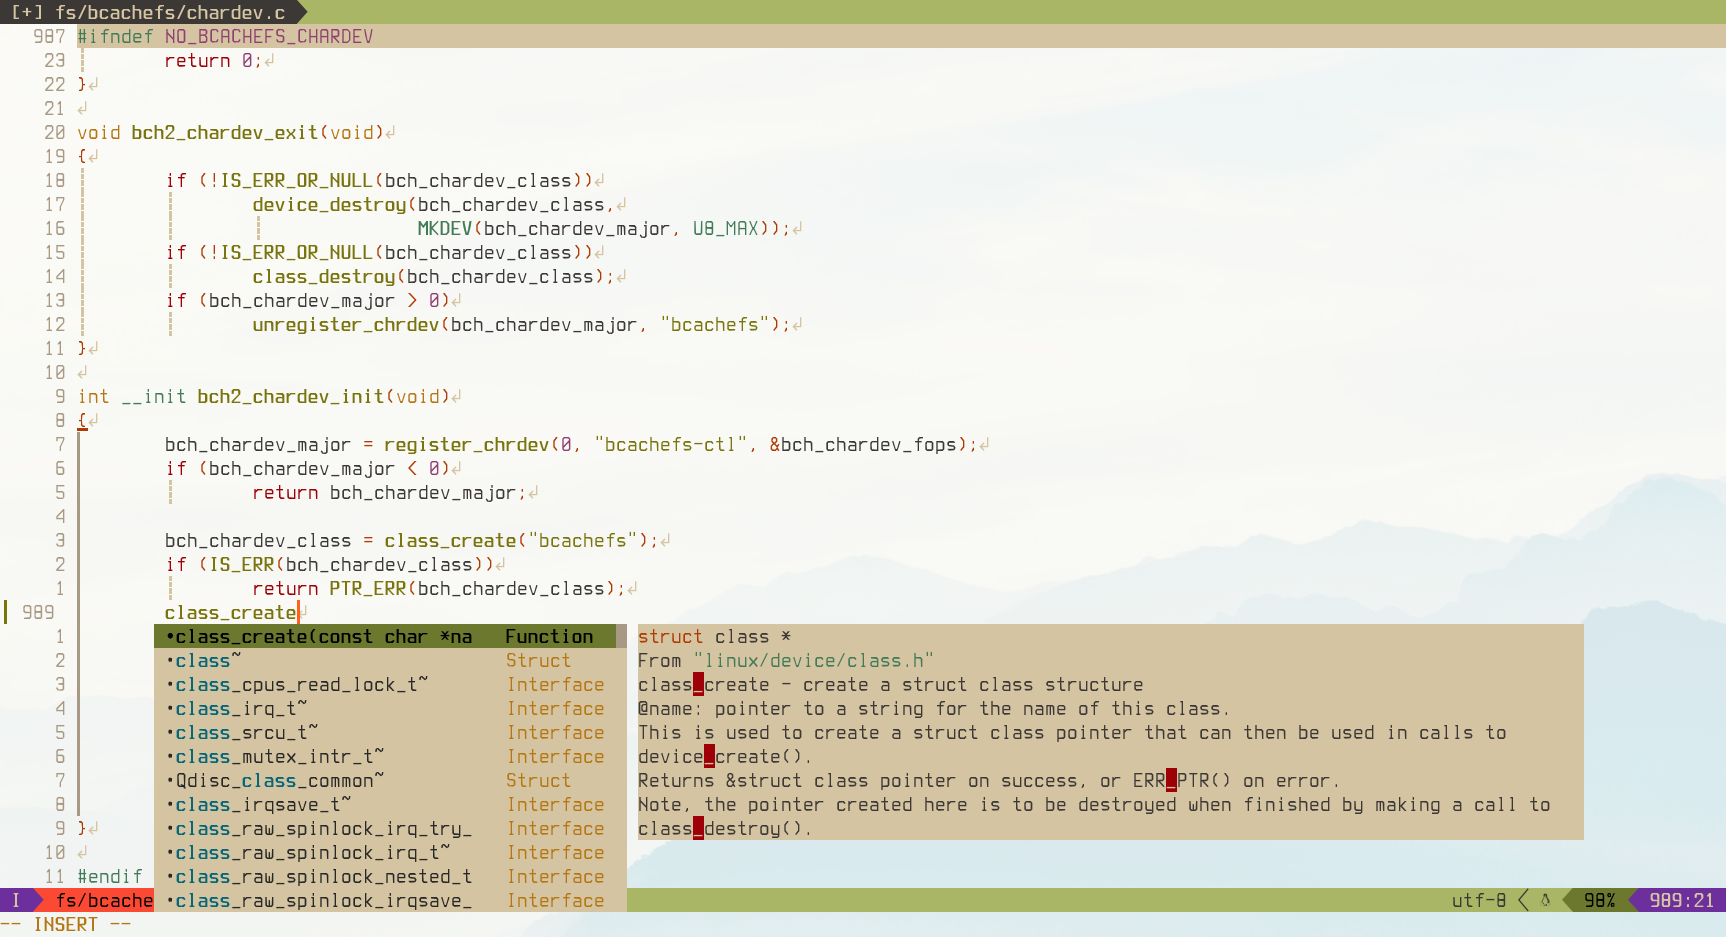 [+] fs/bcachefs/chardev.c
987 #ifndef NO_BCACHEFS_CHARDEV
23 return 0;↲
22 }↲
21 ↲
20 void bch2_chardev_exit(void)↲
19 {↲
18 if (!IS_ERR_OR_NULL(bch_chardev_class))↲
17 device_destroy(bch_chardev_class,↲
16 MKDEV(bch_chardev_major, U8_MAX));↲
15 if (!IS_ERR_OR_NULL(bch_chardev_class))↲
14 class_destroy(bch_chardev_class);↲
13 if (bch_chardev_major > 0)↲
12 unregister_chrdev(bch_chardev_major, "bcachefs");↲
11 }↲
10 ↲
9 int __init bch2_chardev_init(void)↲
8 {↲
7 bch_chardev_major = register_chrdev(0, "bcachefs-ctl", &bch_chardev_fops);↲
6 if (bch_chardev_major < 0)↲
5 return bch_chardev_major;↲
4
3 bch_chardev_class = class_create("bcachefs");↲
2 if (IS_ERR(bch_chardev_class))↲
1 return PTR_ERR(bch_chardev_class);↲
989 class_create↲
1 •class_create(const char *na Function struct class *
2 •class~ Struct From "linux/device/class.h"
3 •class_cpus_read_lock_t~ Interface class_create - create a struct class structure
4 •class_irq_t~ Interface @name: pointer to a string for the name of this class.
5 •class_srcu_t~ Interface This is used to create a struct class pointer that can then be used in calls to
6 •class_mutex_intr_t~ Interface device_create().
7 •Qdisc_class_common~ Struct Returns &struct class pointer on success, or ERR_PTR() on error.
8 •class_irqsave_t~ Interface Note, the pointer created here is to be destroyed when finished by making a call to
9 }↲ •class_raw_spinlock_irq_try_ Interface class_destroy().
10 ↲ •class_raw_spinlock_irq_t~ Interface
11 #endif •class_raw_spinlock_nested_t Interface
I fs/bcache •class_raw_spinlock_irqsave_ Interface utf-8 < 98% 989:21
-- INSERT --